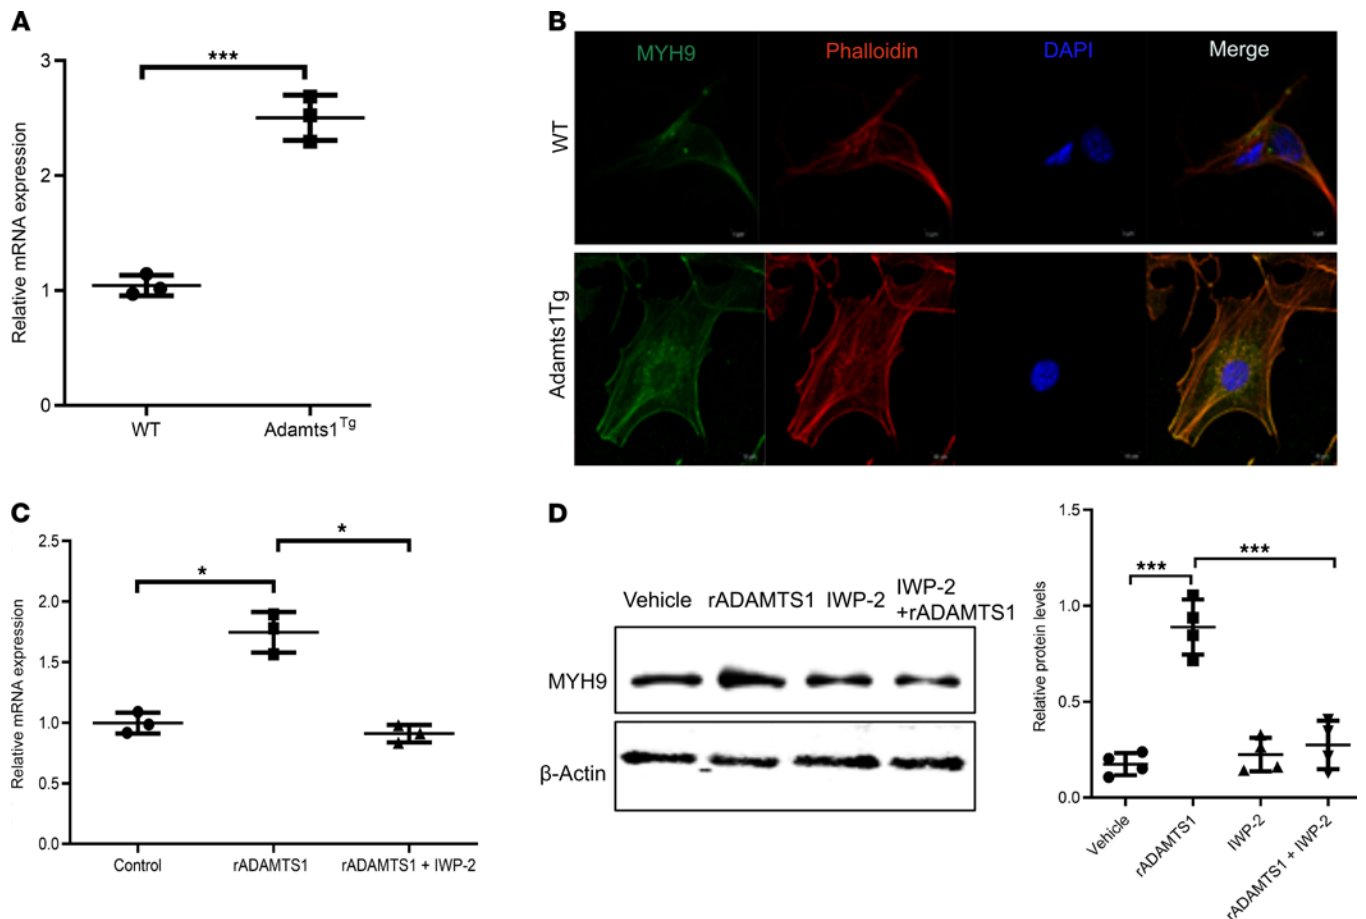 A
Relative mRNA expression
3
2
1
0
***
WT
Adamts1Tg
B
MYH9
Phalloidin
DAPI
Merge
WT
Adamts1Tg
C
Relative mRNA expression
2.5
2.0
1.5
1.0
0.5
0.0
*
*
Control
rADAMTS1
rADAMTS1 + IWP-2
D
Vehicle
rADAMTS1
IWP-2
IWP-2
+rADAMTS1
MYH9
β-Actin
Relative protein levels
1.5
1.0
0.5
0.0
***
***
Vehicle
rADAMTS1
IWP-2
rADAMTS1 + IWP-2